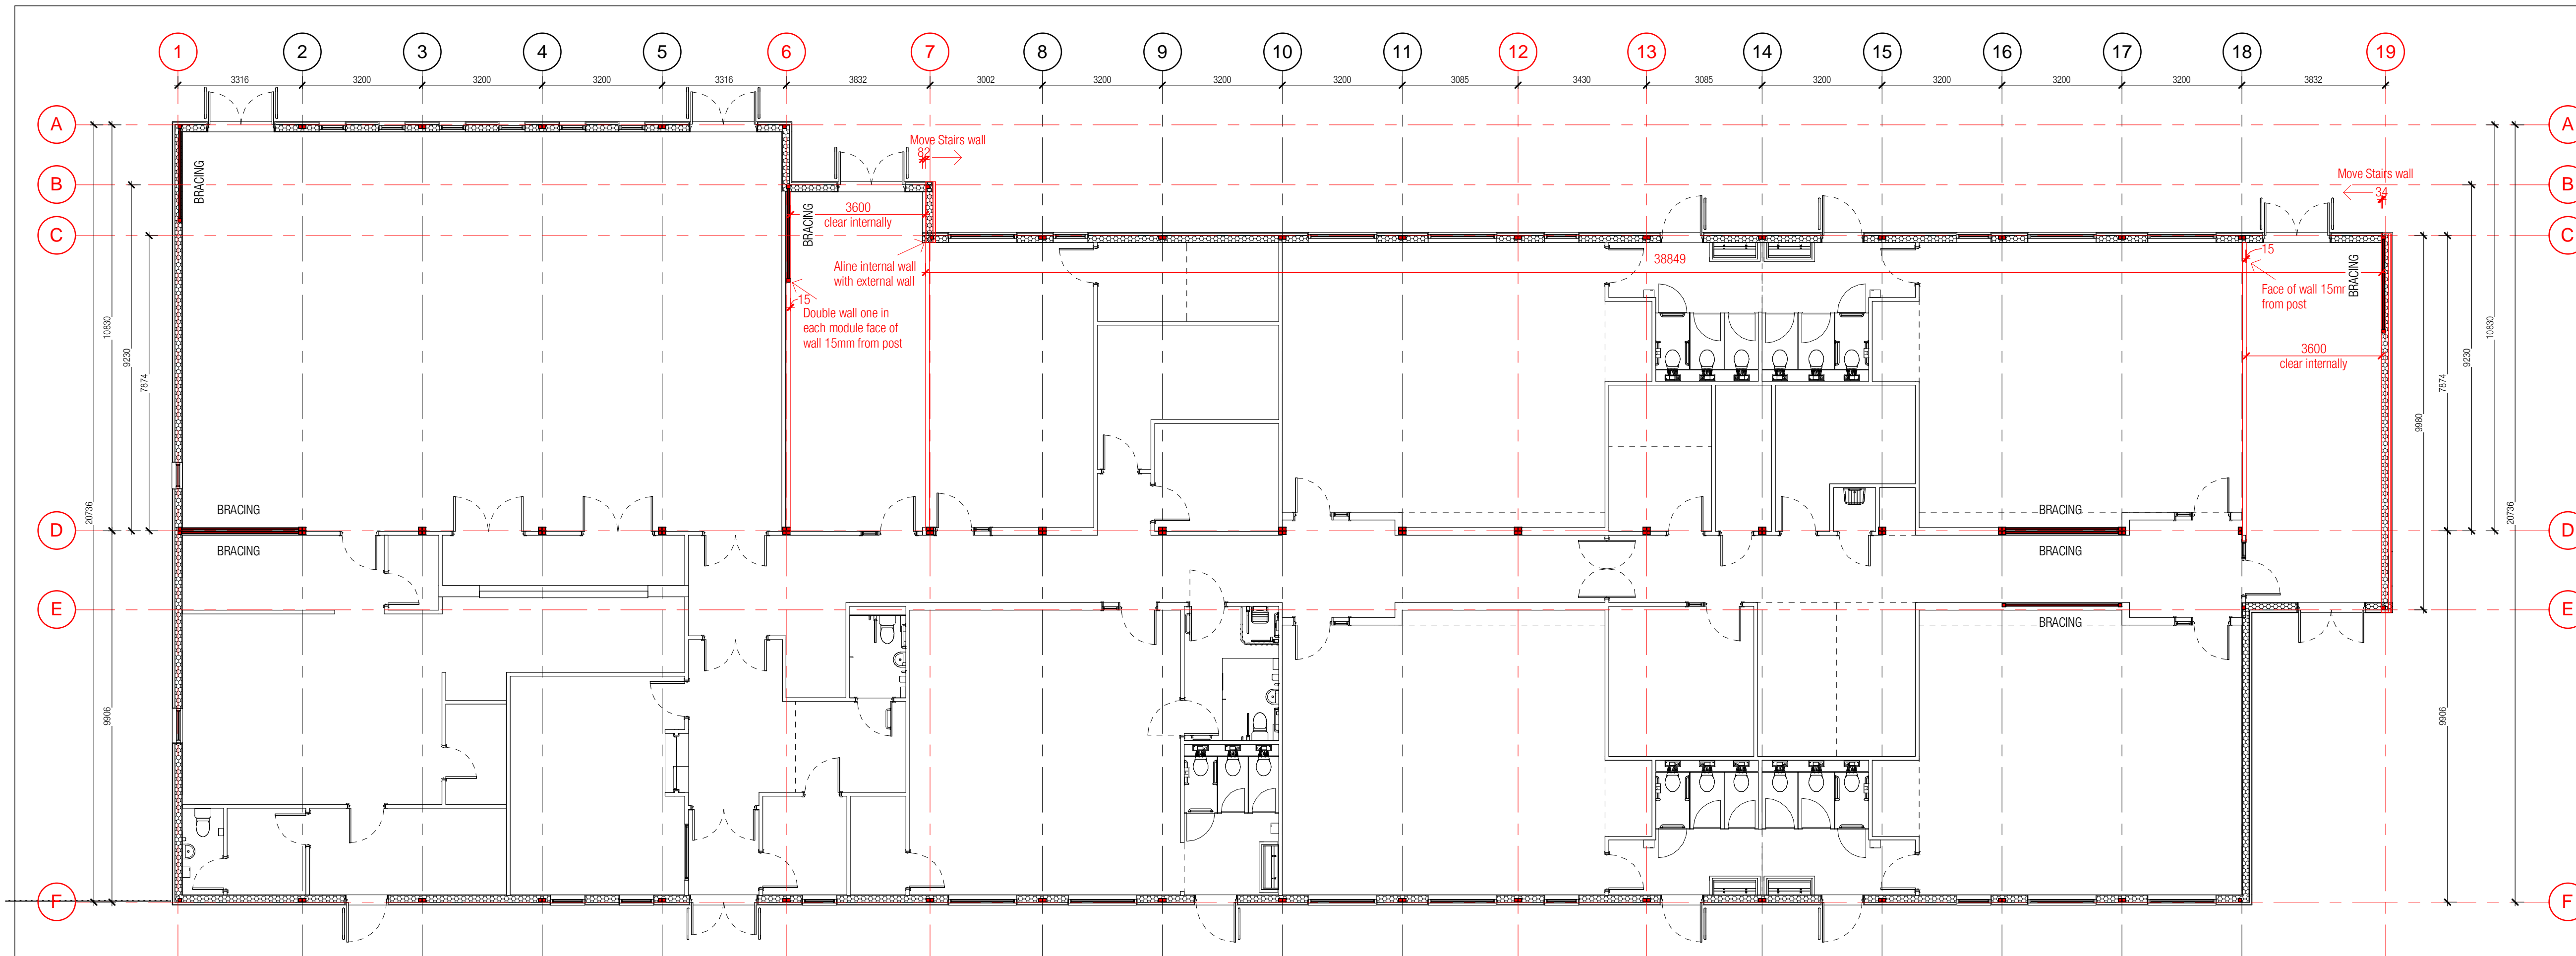 1 2 3 4 5 6 7 8 9 10 11 12 13 14 15 16 17 18 19
3316 3200 3200 3200 3316 3832 3002 3200 3200 3200 3085 3430 3085 3200 3200 3200 3200 3832
A A
Move Stairs wall
82
Move Stairs wall
34
B B
BRACING
BRACING
3600
clear internally
C C
Aline internal wall
with external wall
38849
15
BRACING
Face of wall 15mr
from post
15
Double wall one in
each module face of
wall 15mm from post
10830
9230
7874
20736
3600
clear internally
10830
9230
7874
9980
20736
BRACING
BRACING
D D
BRACING
BRACING
E E
BRACING
9906
9906
F F